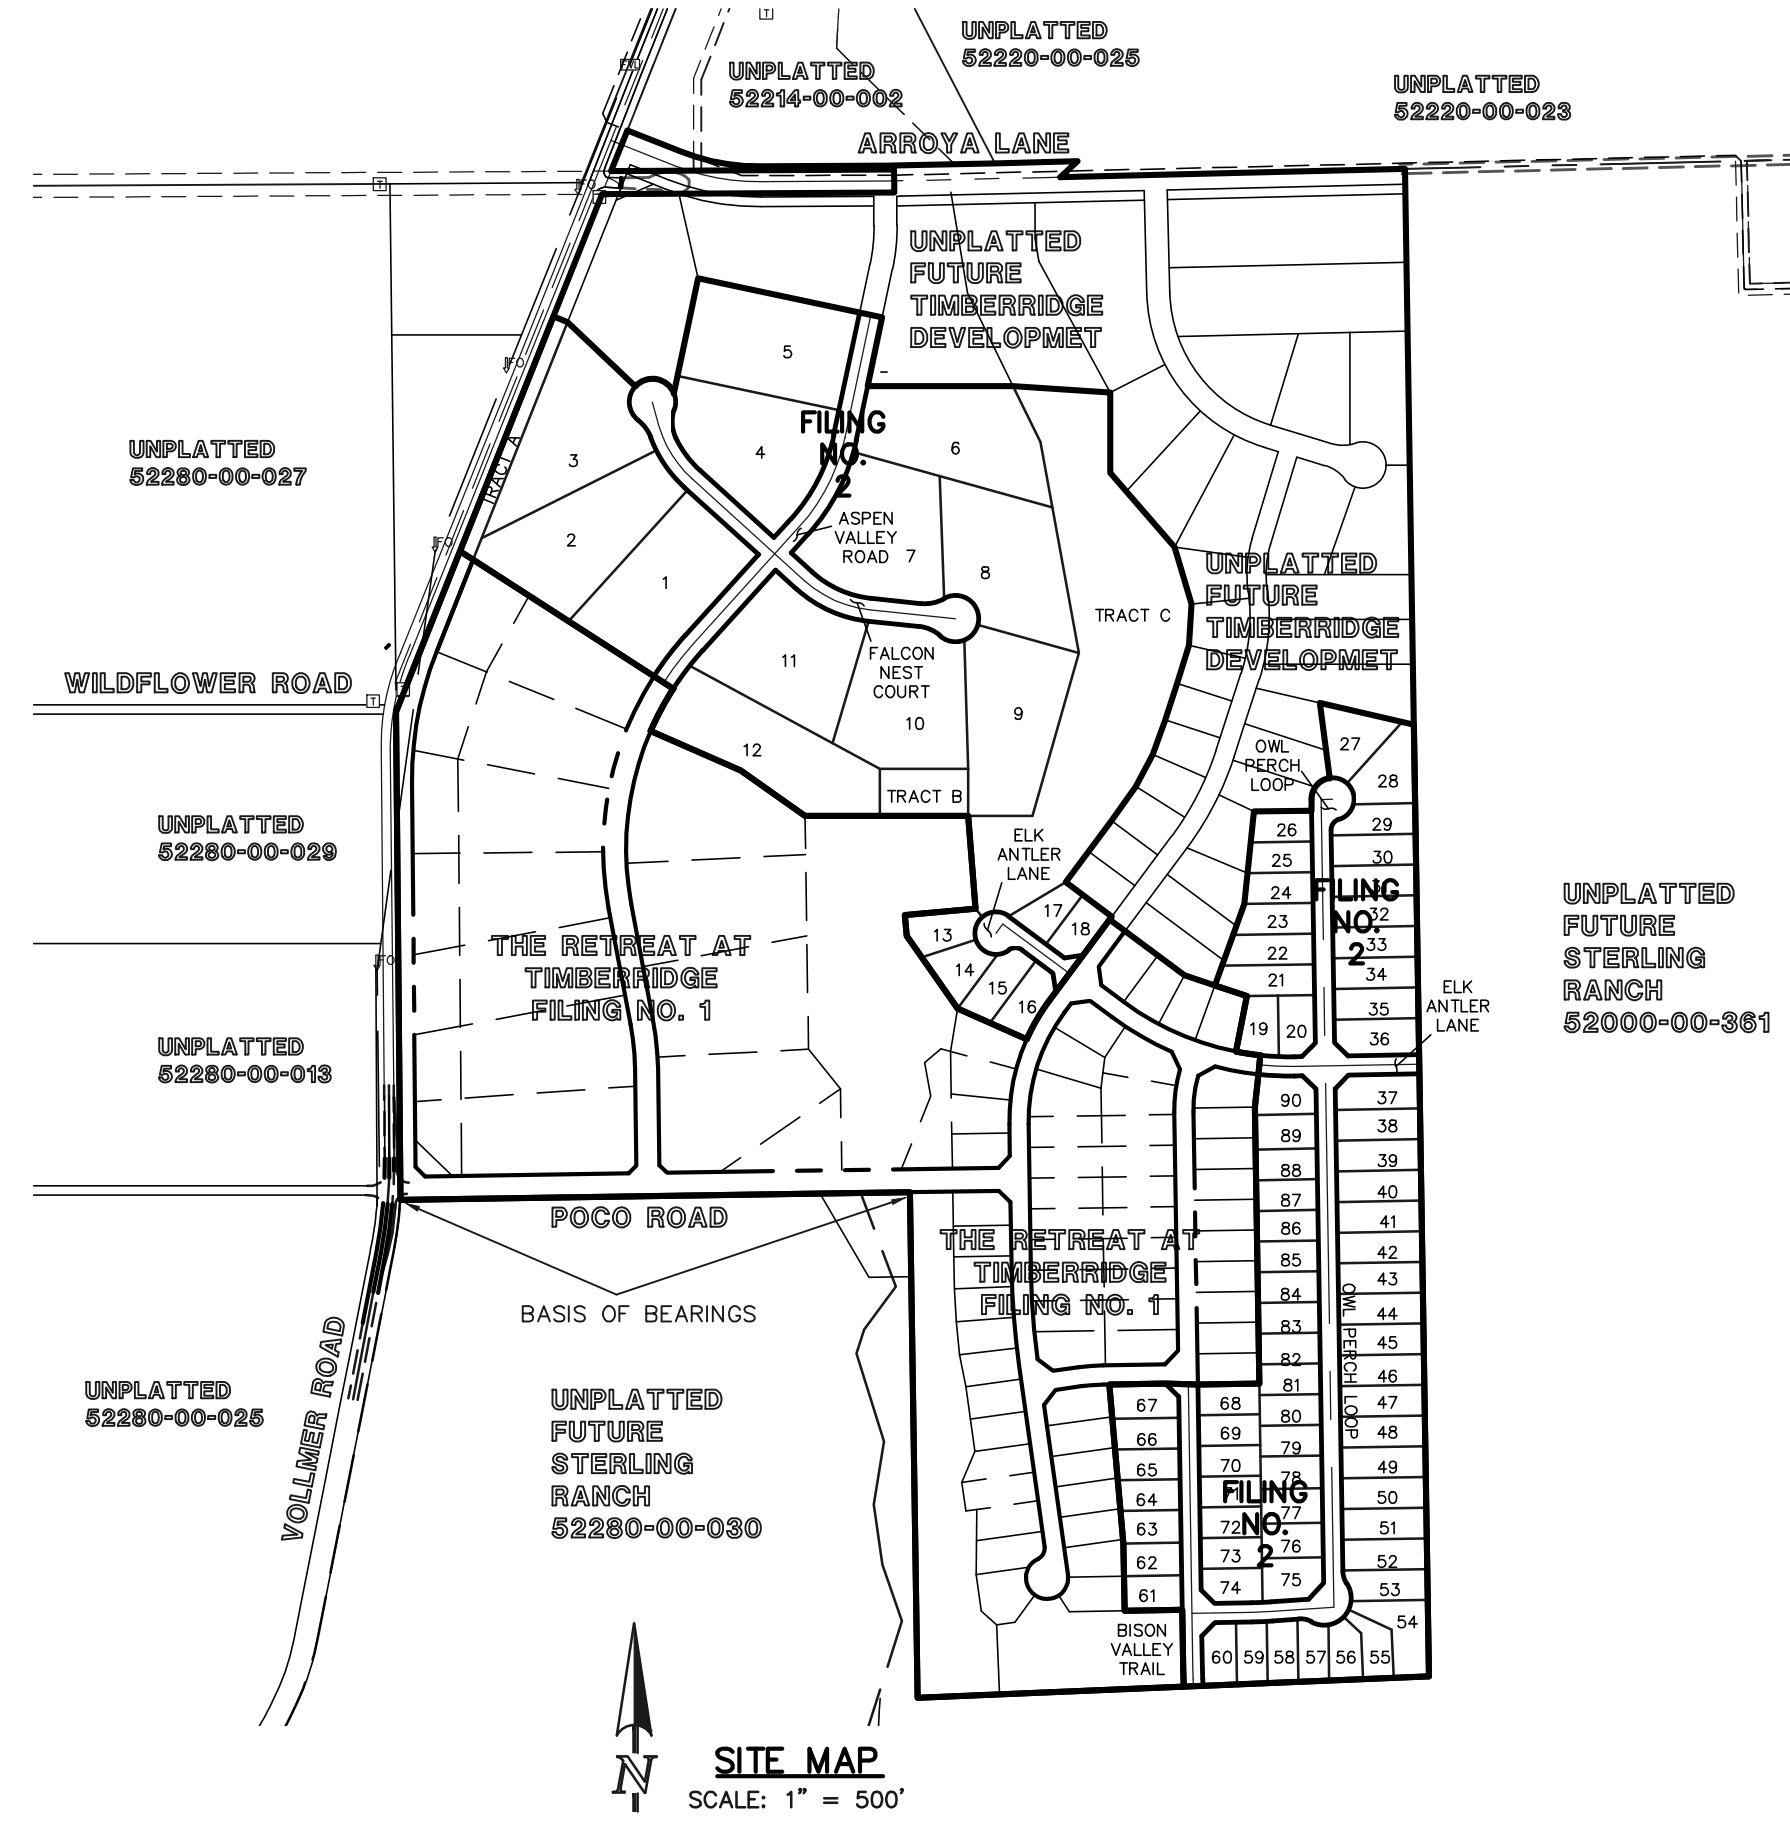 UNPLATTED
52220-00-025
UNPLATTED
52214-00-002
UNPLATTED
52220-00-023
ARROYA LANE
UNPLATTED
FUTURE
TIMBERRIDGE
DEVELOPMET
5
FILING
NO.
2
4
6
3
TRACT A
UNPLATTED
52280-00-027
ASPEN
VALLEY
ROAD
7
2
1
8
TRACT C
UNPLATTED
FUTURE
TIMBERRIDGE
DEVELOPMET
FALCON
NEST
COURT
11
10
9
12
TRACT B
WILDFLOWER ROAD
OWL
PERCH
LOOP
27
28
29
30
32
33
34
35
36
26
25
24
23
22
21
19
20
FILING
NO.
2
UNPLATTED
52280-00-029
ELK
ANTLER
LANE
17
18
13
14
15
16
UNPLATTED
FUTURE
STERLING
RANCH
52000-00-361
ELK
ANTLER
LANE
THE RETREAT AT
TIMBERRIDGE
FILING NO. 1
UNPLATTED
52280-00-013
90
89
88
87
86
85
84
83
82
81
80
79
78
77
76
75
37
38
39
40
41
42
43
44
45
46
47
48
49
50
51
52
53
54
OWL PERCH LOOP
POCO ROAD
THE RETREAT AT
TIMBERRIDGE
FILING NO. 1
BASIS OF BEARINGS
VOLLMER ROAD
UNPLATTED
52280-00-025
UNPLATTED
FUTURE
STERLING
RANCH
52280-00-030
67
66
65
64
63
62
61
68
69
70
71
72
73
74
FILING
NO.
2
BISON
VALLEY
TRAIL
60
59
58
57
56
55
N
SITE MAP
SCALE: 1" = 500'